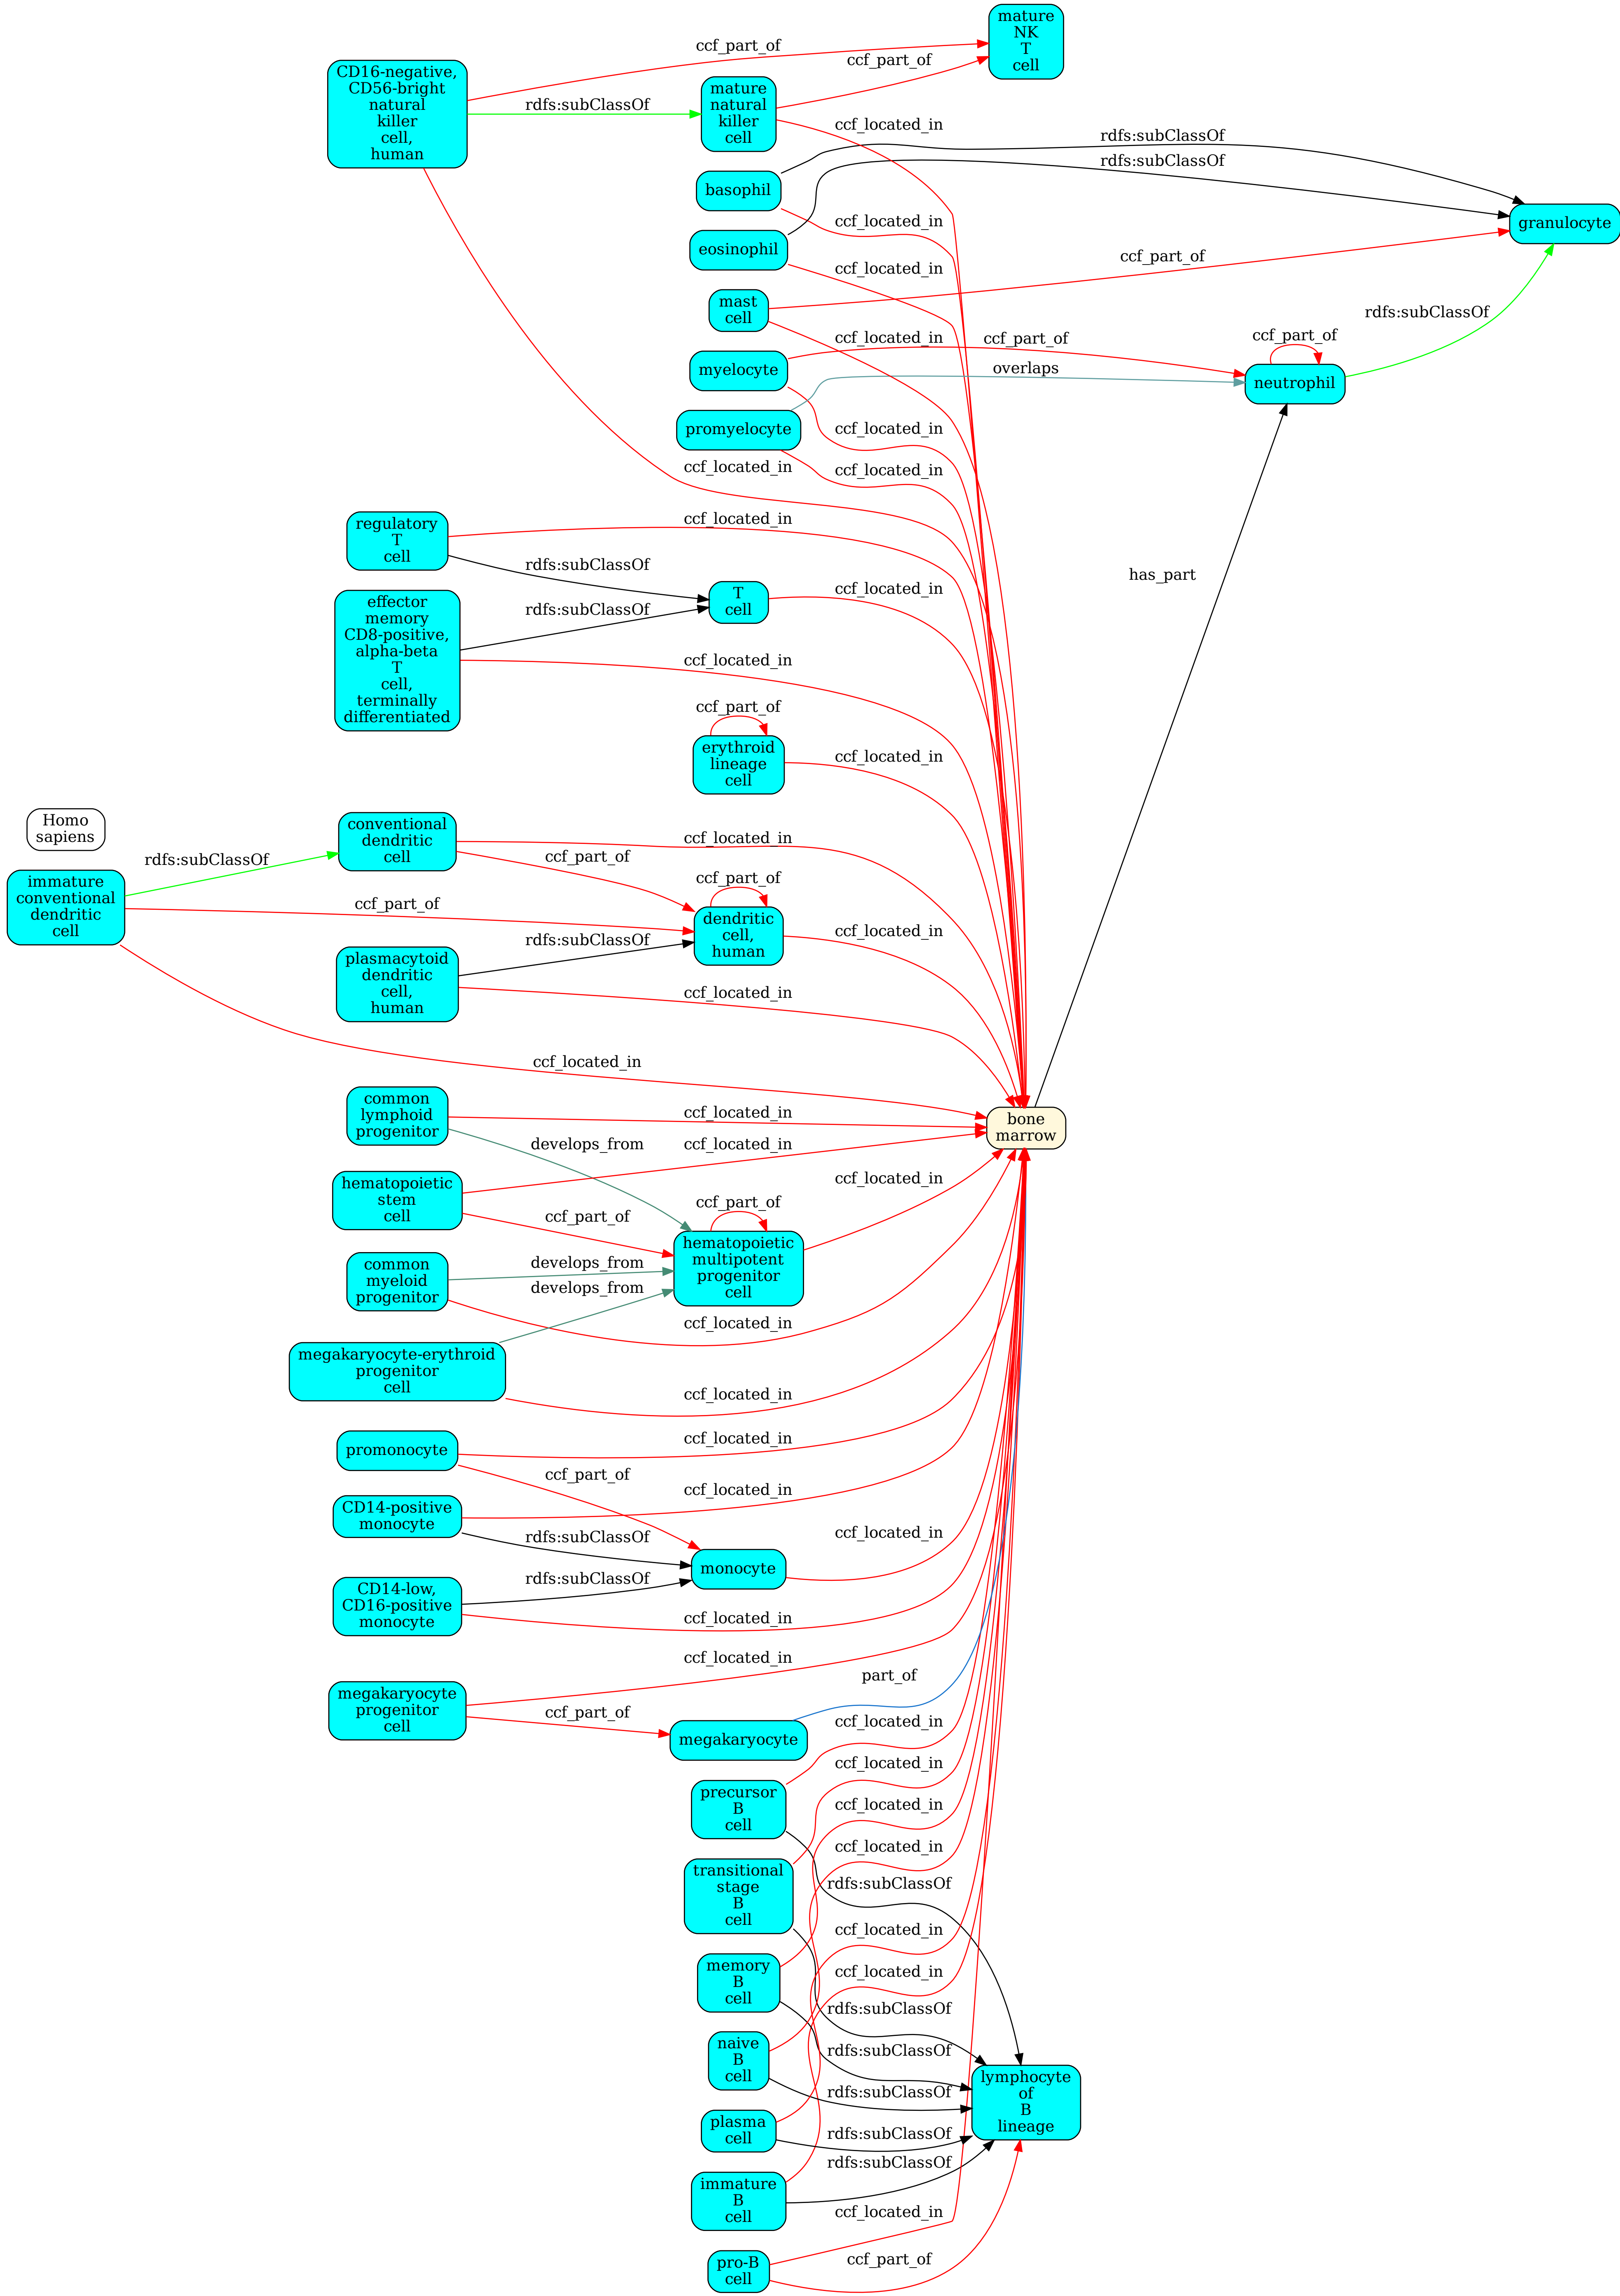 mature
NK
T
cell
ccf_part_of
ccf_part_of
CD16-negative,
CD56-bright
natural
killer
cell,
human
rdfs:subClassOf
mature
natural
killer
cell
ccf_located_in
rdfs:subClassOf
basophil
rdfs:subClassOf
ccf_located_in
granulocyte
eosinophil
ccf_located_in
ccf_part_of
mast
cell
ccf_located_in
rdfs:subClassOf
ccf_part_of
ccf_part_of
myelocyte
overlaps
neutrophil
promyelocyte
ccf_located_in
ccf_located_in
ccf_located_in
regulatory
T
cell
ccf_located_in
rdfs:subClassOf
has_part
T
cell
ccf_located_in
effector
memory
CD8-positive,
alpha-beta
T
cell,
terminally
differentiated
rdfs:subClassOf
ccf_located_in
ccf_part_of
erythroid
lineage
cell
ccf_located_in
Homo
sapiens
conventional
dendritic
cell
ccf_located_in
rdfs:subClassOf
ccf_part_of
ccf_part_of
immature
conventional
dendritic
cell
ccf_part_of
dendritic
cell,
human
ccf_located_in
rdfs:subClassOf
plasmacytoid
dendritic
cell,
human
ccf_located_in
ccf_located_in
common
lymphoid
progenitor
ccf_located_in
bone
marrow
develops_from
ccf_located_in
hematopoietic
stem
cell
ccf_located_in
ccf_part_of
ccf_part_of
hematopoietic
multipotent
progenitor
cell
common
myeloid
progenitor
develops_from
develops_from
ccf_located_in
megakaryocyte-erythroid
progenitor
cell
ccf_located_in
promonocyte
ccf_located_in
ccf_part_of
CD14-positive
monocyte
ccf_located_in
rdfs:subClassOf
ccf_located_in
monocyte
rdfs:subClassOf
CD14-low,
CD16-positive
monocyte
ccf_located_in
ccf_located_in
part_of
megakaryocyte
progenitor
cell
ccf_part_of
megakaryocyte
ccf_located_in
ccf_located_in
precursor
B
cell
ccf_located_in
ccf_located_in
rdfs:subClassOf
transitional
stage
B
cell
ccf_located_in
ccf_located_in
memory
B
cell
rdfs:subClassOf
rdfs:subClassOf
naive
B
cell
rdfs:subClassOf
lymphocyte
of
B
lineage
plasma
cell
rdfs:subClassOf
rdfs:subClassOf
immature
B
cell
ccf_located_in
ccf_part_of
pro-B
cell